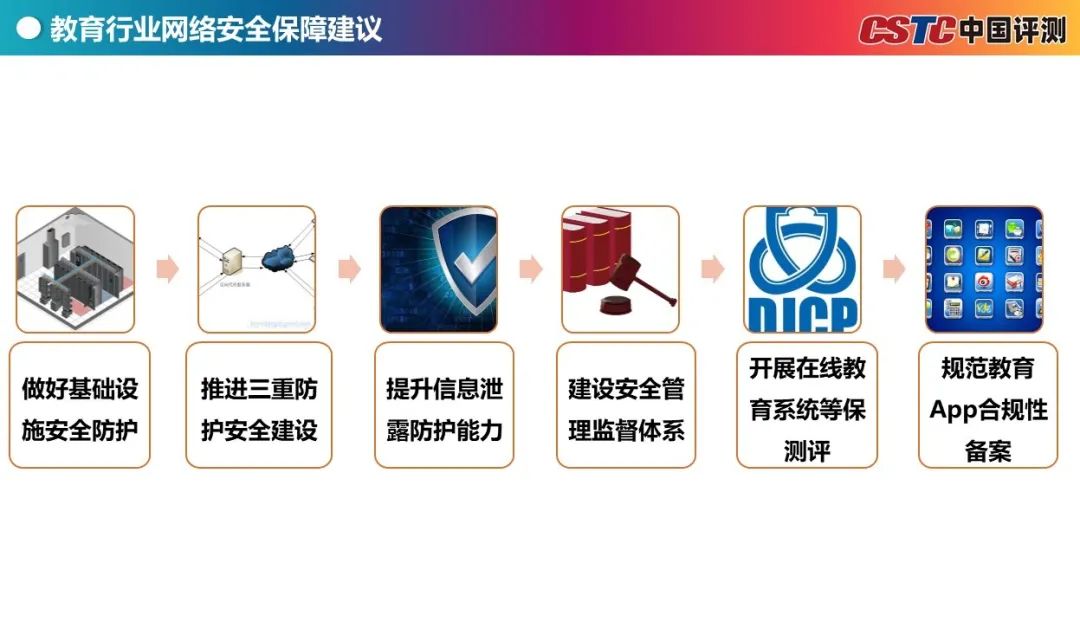 教育行业网络安全保障建议
CSTC中国评测
DJCP
做好基础设
施安全防护
推进三重防
护安全建设
提升信息泄
露防护能力
建设安全管
理监督体系
开展在线教
育系统等保
测评
规范教育
App合规性
备案